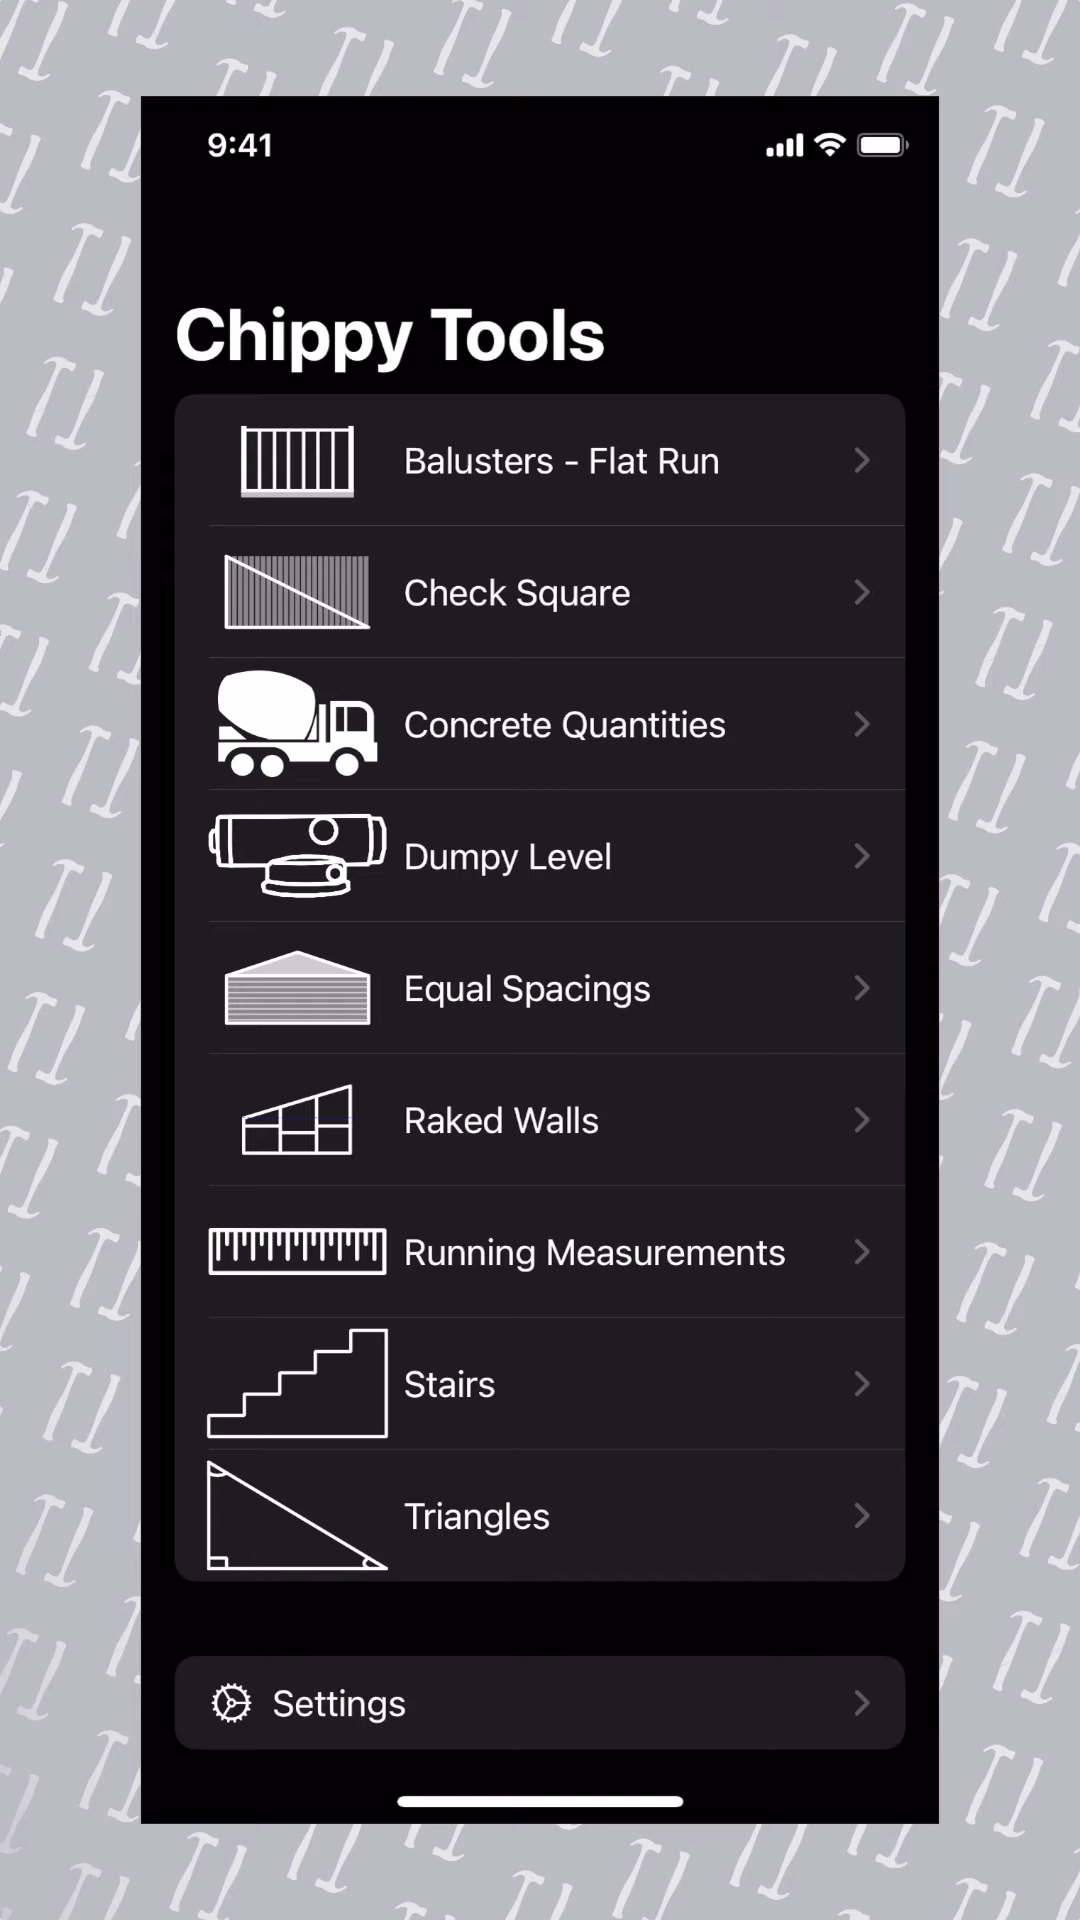 9:41
Chippy Tools
Balusters - Flat Run
Check Square
Concrete Quantities
Dumpy Level
Equal Spacings
Raked Walls
Running Measurements
Stairs
Triangles
Settings